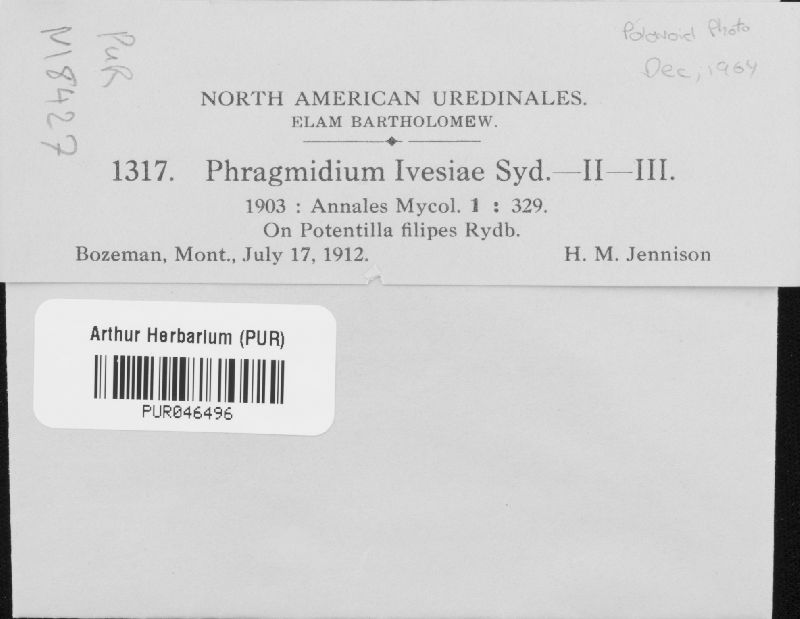 PuR
N18427
Polaroid Photo
Dec, 1964
NORTH AMERICAN UREDINALES.
ELAM BARTHOLOMEW.
1317. Phragmidium Ivesiae Syd.—II—III.
1903 : Annales Mycol. 1 : 329.
On Potentilla filipes Rydb.
Bozeman, Mont., July 17, 1912. H. M. Jennison
Arthur Herbarium (PUR)
PUR046496